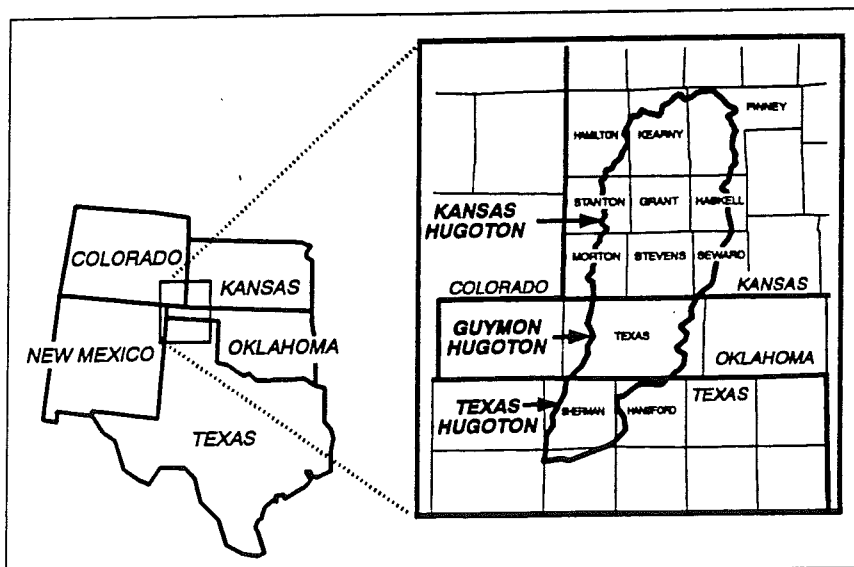 COLORADO
KANSAS
NEW MEXICO
OKLAHOMA
TEXAS
HAMILTON
KEARNY
FINNEY
STANTON
GRANT
HASKELL
KANSAS
HUGOTON
MORTON
STEVENS
SEWARD
COLORADO
KANSAS
GUYMON
HUGOTON
TEXAS
OKLAHOMA
TEXAS
HUGOTON
SHERMAN
HANSFORD
TEXAS